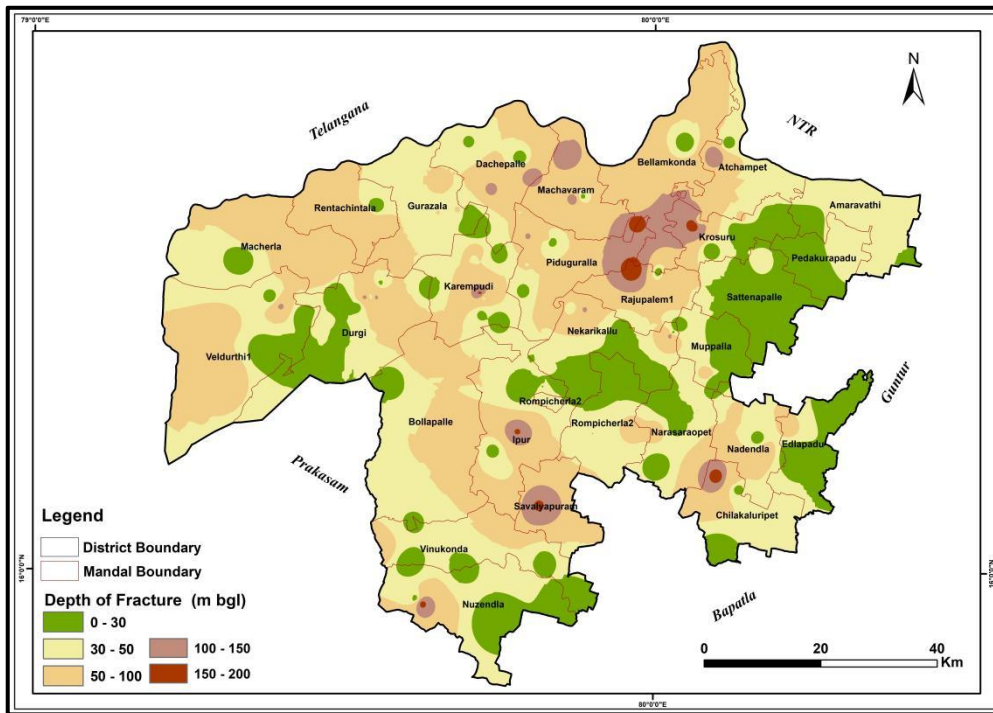 79°0'0"E
80°0'0"E
N
Telangana
NTR
Dachepalle
Bellamkonda
Atchampet
Machavaram
Amaravathi
Rentachintala
Gurazala
Krosuru
Macherla
Piduguralla
Pedakurapadu
Karempudi
Rajupalem1
Sattenapalle
Durgi
Nekarikallu
Muppalla
Veldurthi1
Guntur
Rompicherla2
Bollapalle
Rompicherla2
Narasaraopet
Ipur
Nadendla
Edlapadu
Prakasam
Savalyapuram
Chilakaluripet
Vinukonda
16°0'0"N
16°0'0"N
Nuzendla
Bapatla
Legend
District Boundary
Mandal Boundary
Depth of Fracture (m bgl)
0 - 30
30 - 50
100 - 150
50 - 100
150 - 200
0 20 40
Km
80°0'0"E